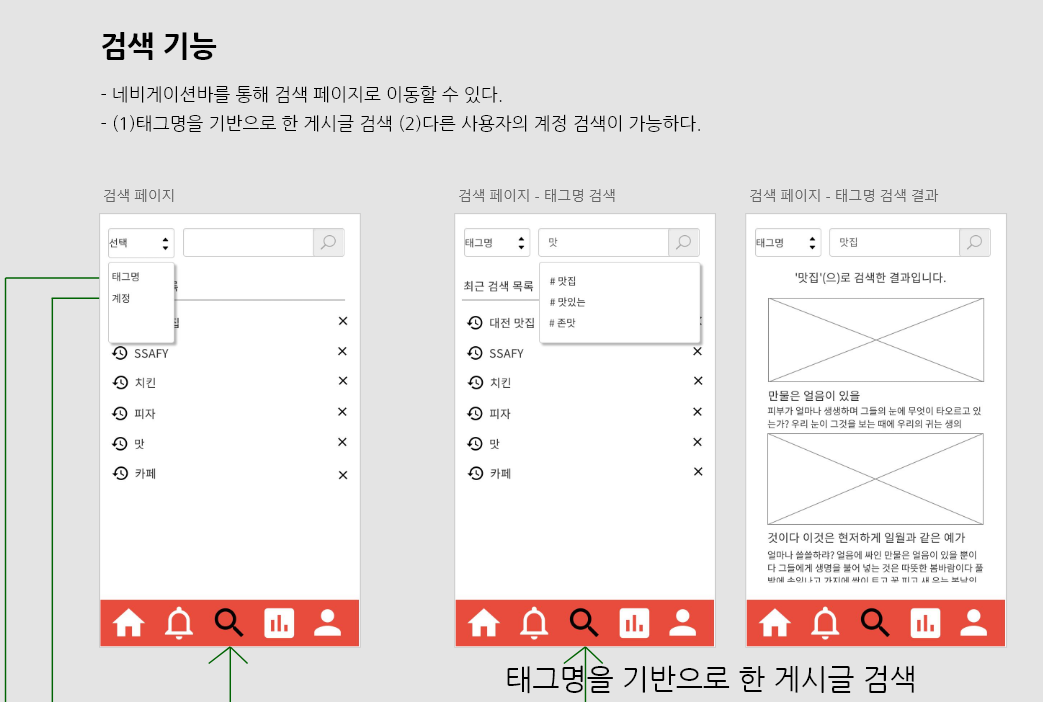 검색 기능
- 네비게이션바를 통해 검색 페이지로 이동할 수 있다.
- (1)태그명을 기반으로 한 게시글 검색 (2)다른 사용자의 계정 검색이 가능하다.
검색 페이지
선택
태그명
계정
SSAFY
치킨
피자
맛
카페
검색 페이지 - 태그명 검색
태그명
맛
# 맛집
# 맛있는
# 존맛
최근 검색 목록
대전 맛집
SSAFY
치킨
피자
맛
카페
검색 페이지 - 태그명 검색 결과
태그명
맛집
'맛집'(으)로 검색한 결과입니다.
만물은 얼음이 있을
피부가 얼마나 생생하며 그들의 눈에 무엇이 타오르고 있
는가? 우리 눈이 그것을 보는 때에 우리의 귀는 생의
것이다 이것은 현저하게 일월과 같은 예가
얼마나 쓸쓸하랴? 얼음에 싸인 만물은 얼음이 있을 뿐이
다 그들에게 생명을 불어 넣는 것은 따뜻한 봄바람이다 풀
태그명을 기반으로 한 게시글 검색